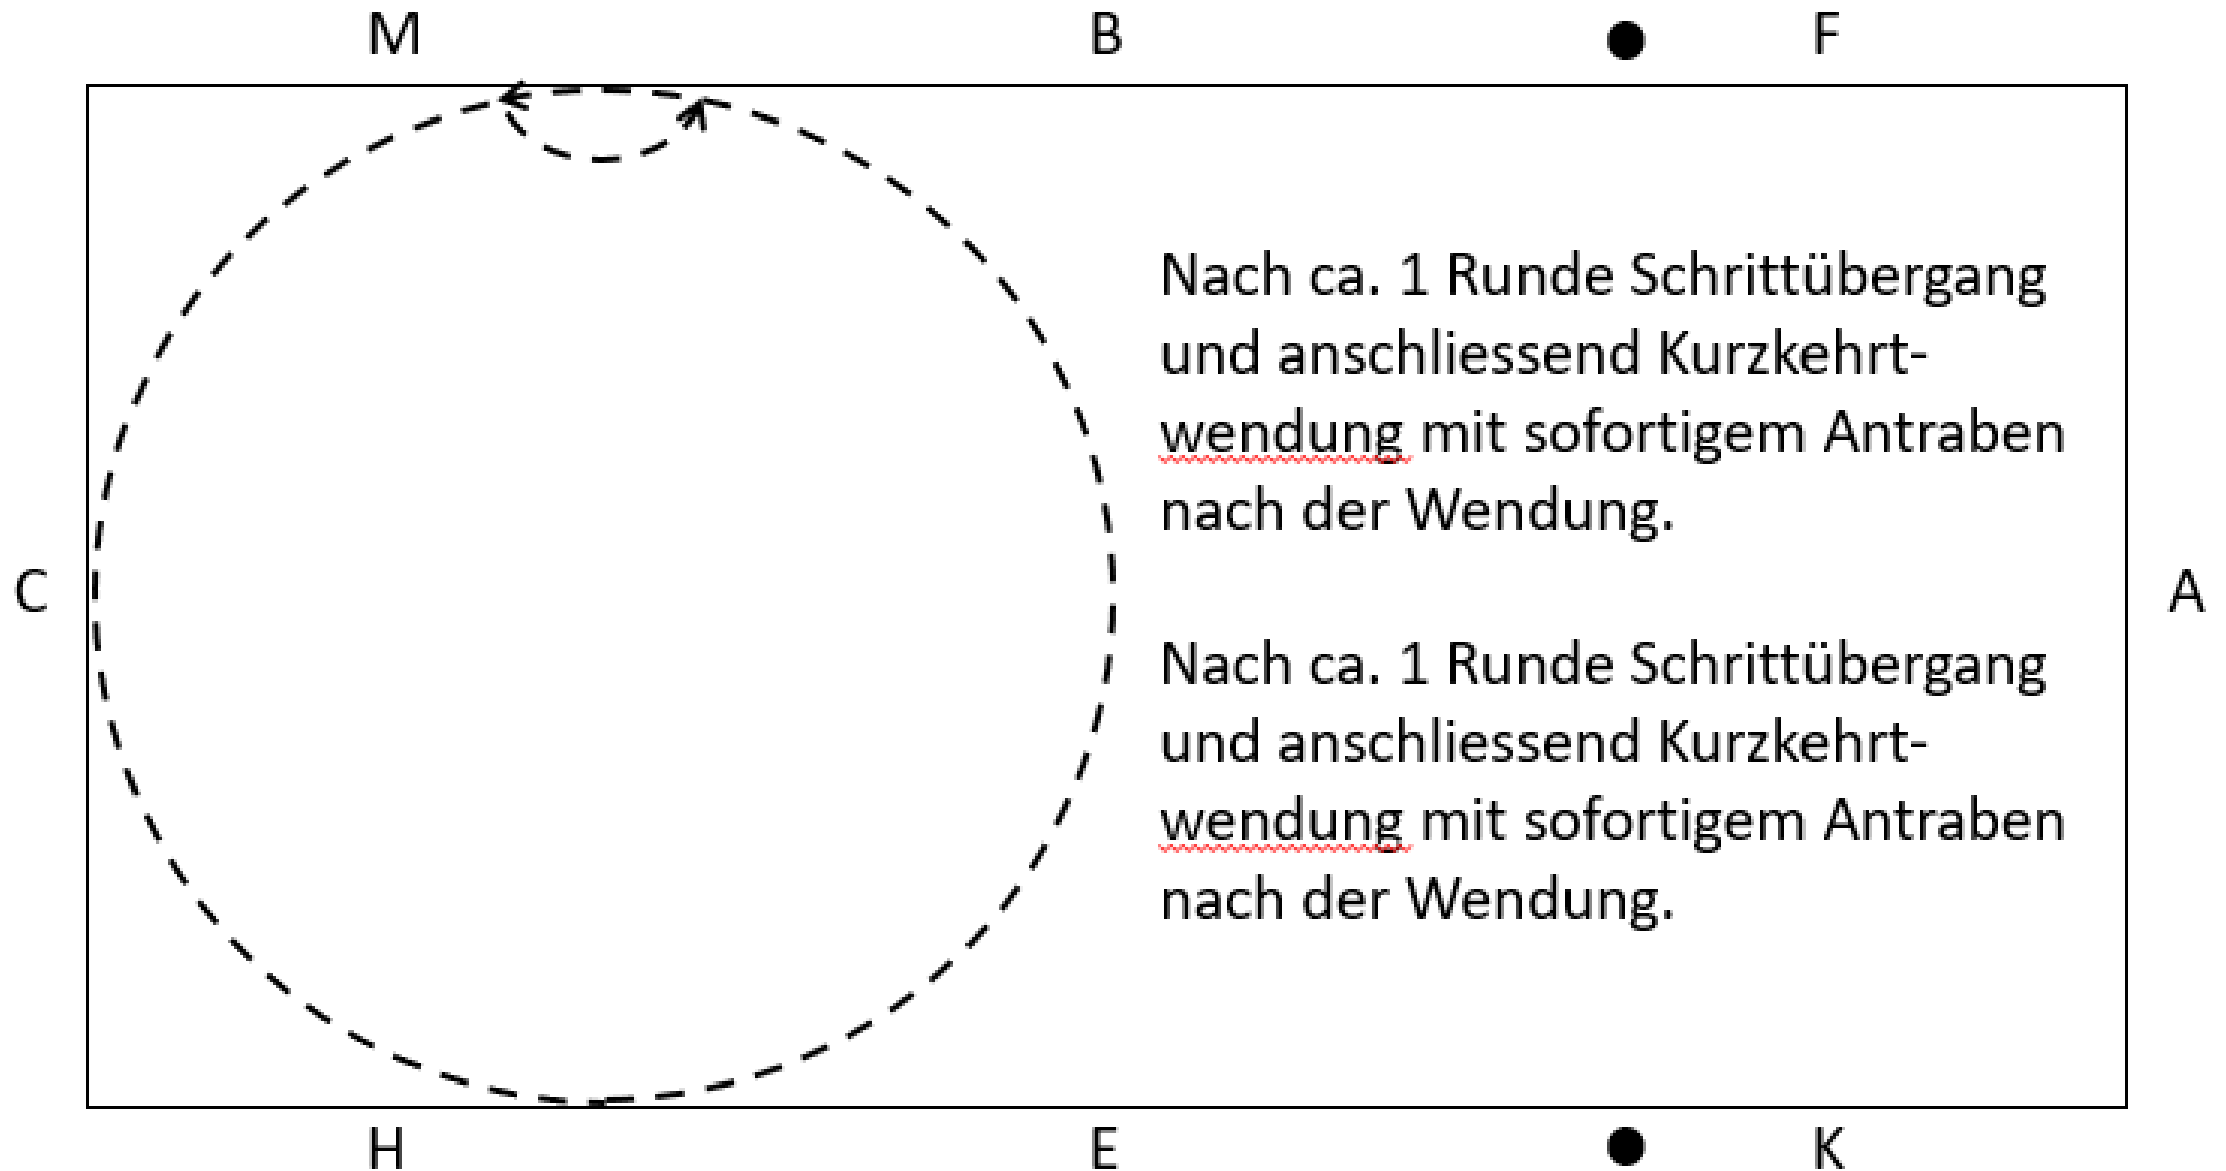 M B F
Nach ca. 1 Runde Schrittübergang
und anschliessend Kurzkehrt-
wendung mit sofortigem Antraben
nach der Wendung.
C A
Nach ca. 1 Runde Schrittübergang
und anschliessend Kurzkehrt-
wendung mit sofortigem Antraben
nach der Wendung.
H E K